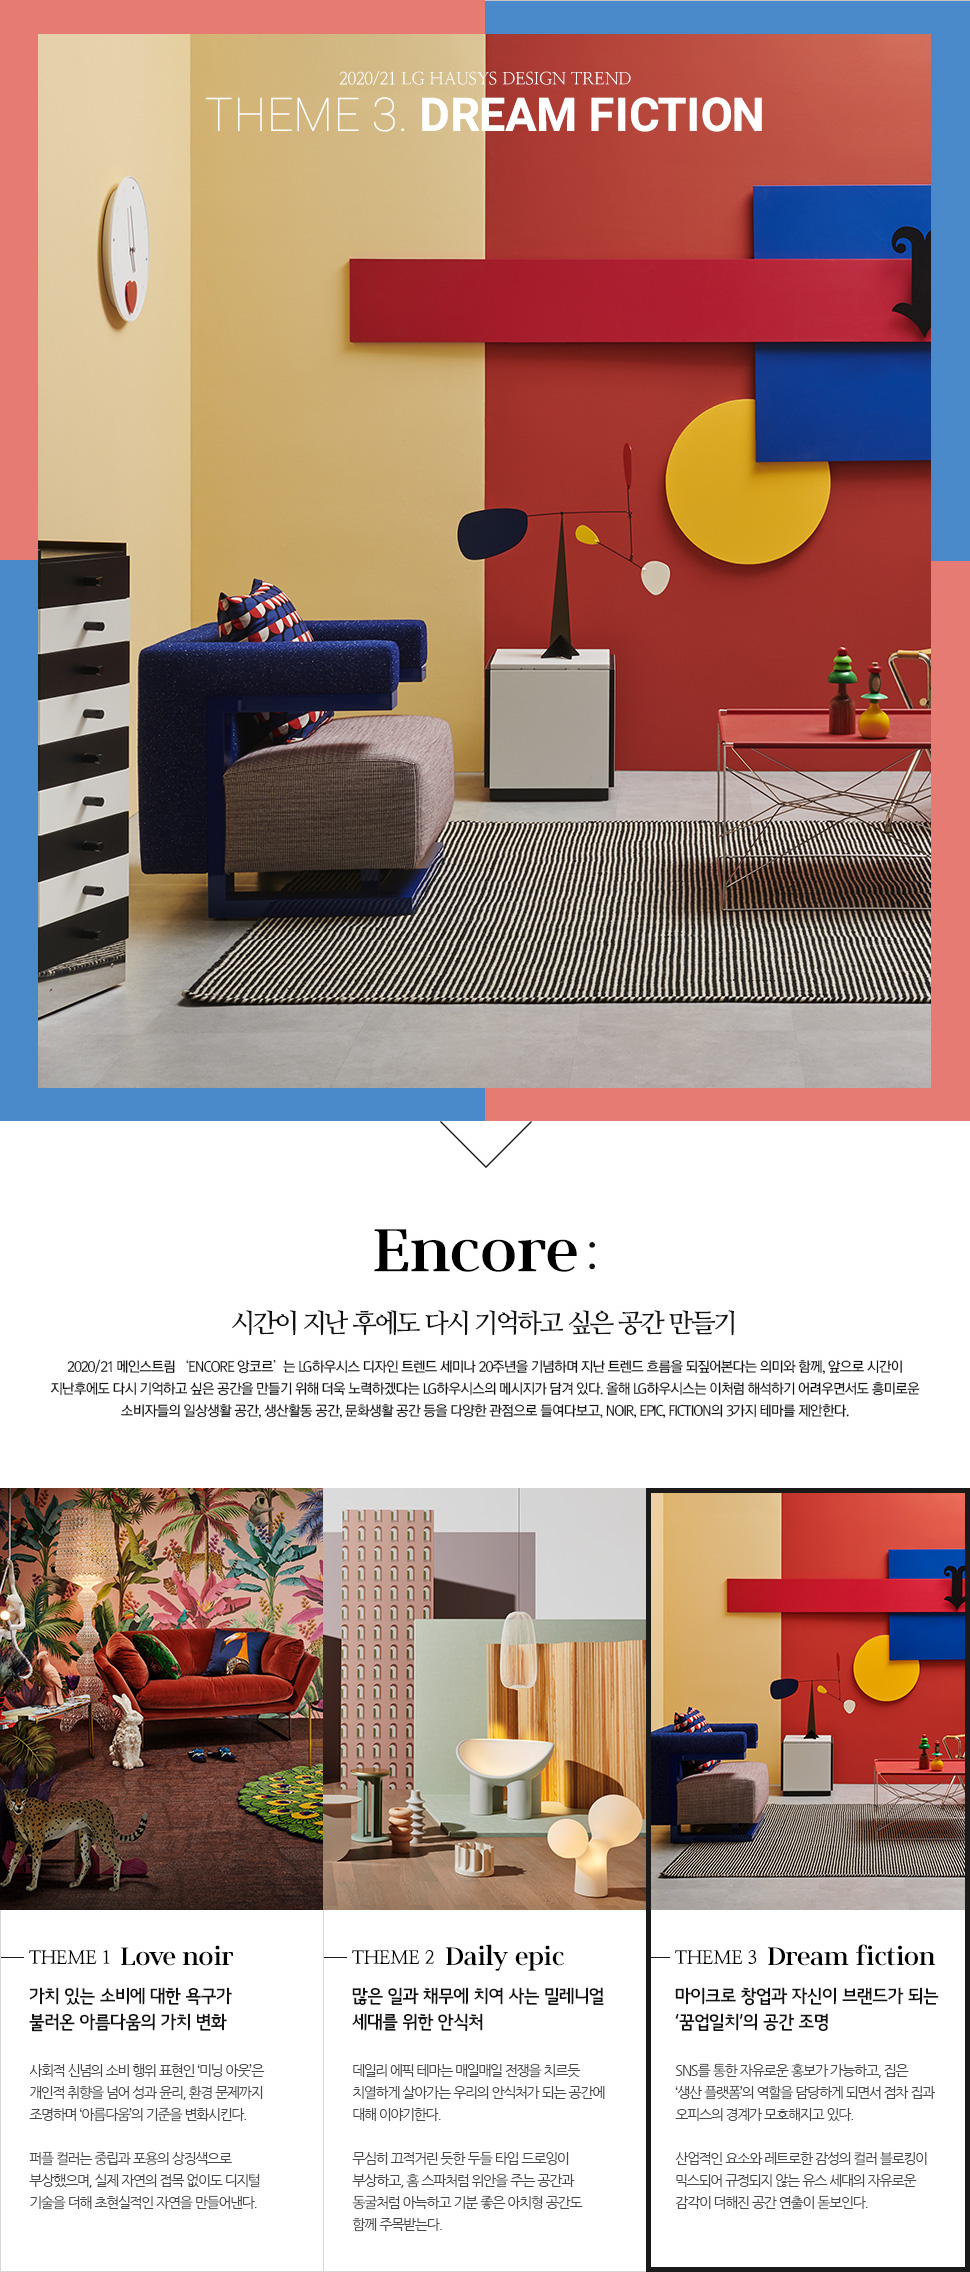 2020/21 LG HAUSYS DESIGN TREND
THEME 3. DREAM FICTION
Encore :
시간이 지난 후에도 다시 기억하고 싶은 공간 만들기
2020/21 메인스트림 ‘ENCORE 앙코르’는 LG하우시스 디자인 트렌드 세미나 20주년을 기념하며 지난 트렌드 흐름을 되짚어본다는 의미와 함께, 앞으로 시간이
지난후에도 다시 기억하고 싶은 공간을 만들기 위해 더욱 노력하겠다는 LG하우시스의 메시지가 담겨 있다. 올해 LG하우시스는 이처럼 해석하기 어려우면서도 흥미로운
소비자들의 일상생활 공간, 생산활동 공간, 문화생활 공간 등을 다양한 관점으로 들여다보고, NOIR, EPIC, FICTION의 3가지 테마를 제안한다.
THEME 1 Love noir
가치 있는 소비에 대한 욕구가
불러온 아름다움의 가치 변화
사회적 신념의 소비 행위 표현인 ‘미닝 아웃’은
개인적 취향을 넘어 성과 윤리, 환경 문제까지
조명하며 ‘아름다움’의 기준을 변화시킨다.
퍼플 컬러는 중립과 포용의 상징색으로
부상했으며, 실제 자연의 접목 없이도 디지털
기술을 더해 초현실적인 자연을 만들어낸다.
THEME 2 Daily epic
많은 일과 채무에 치여 사는 밀레니얼
세대를 위한 안식처
데일리 에픽 테마는 매일매일 전쟁을 치르듯
치열하게 살아가는 우리의 안식처가 되는 공간에
대해 이야기한다.
무심히 끄적거린 듯한 두들 타입 드로잉이
부상하고, 홈 스파처럼 위안을 주는 공간과
동굴처럼 아늑하고 기분 좋은 아치형 공간도
함께 주목받는다.
THEME 3 Dream fiction
마이크로 창업과 자신이 브랜드가 되는
‘꿈업일치’의 공간 조명
SNS를 통한 자유로운 홍보가 가능하고, 집은
‘생산 플랫폼’의 역할을 담당하게 되면서 점차 집과
오피스의 경계가 모호해지고 있다.
산업적인 요소와 레트로한 감성의 컬러 블로킹이
믹스되어 규정되지 않는 유스 세대의 자유로운
감각이 더해진 공간 연출이 돋보인다.